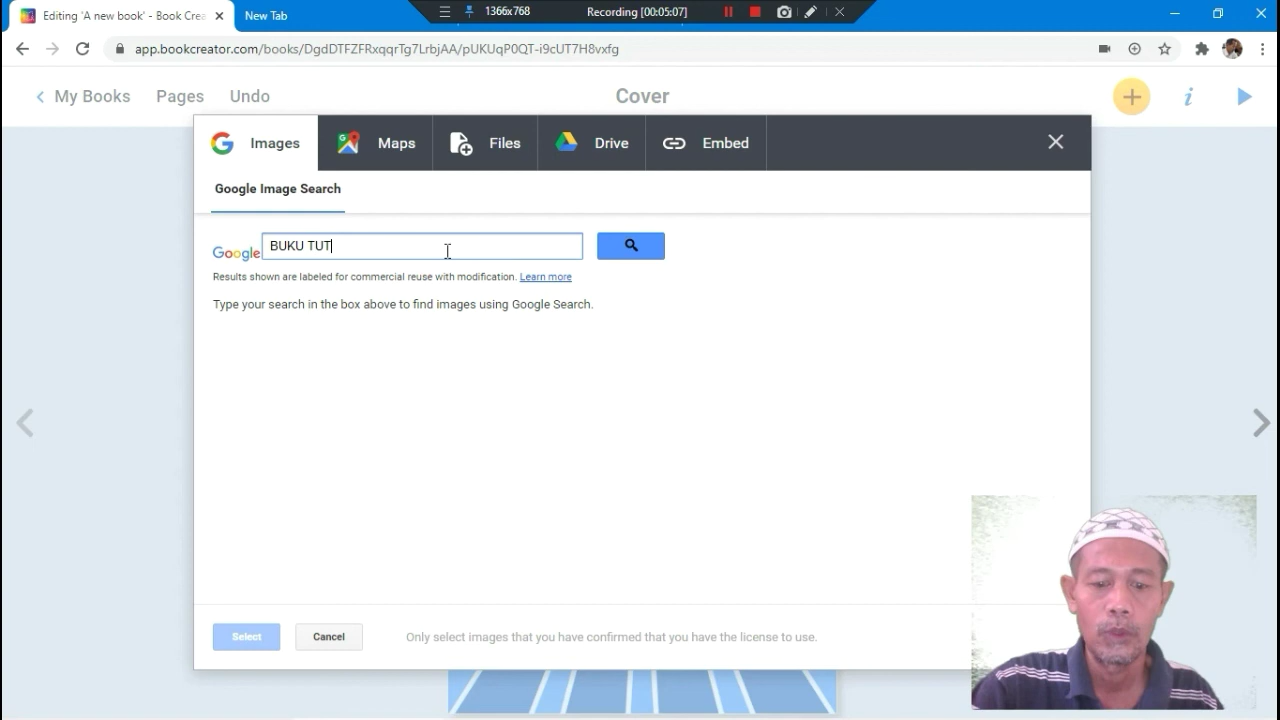 Editing 'A new book' - Book Crea
New Tab
1366x768
Recording [00:05:07]
app.bookcreator.com/books/DgdDTFZFRxqqrTg7LrbjAA/pUKUqP0QT-i9cUT7H8vxfg
My Books
Pages
Undo
Cover
Images
Maps
Files
Drive
Embed
Google Image Search
Google
BUKU TUT
Results shown are labeled for commercial reuse with modification. Learn more
Type your search in the box above to find images using Google Search.
Select
Cancel
Only select images that you have confirmed that you have the license to use.